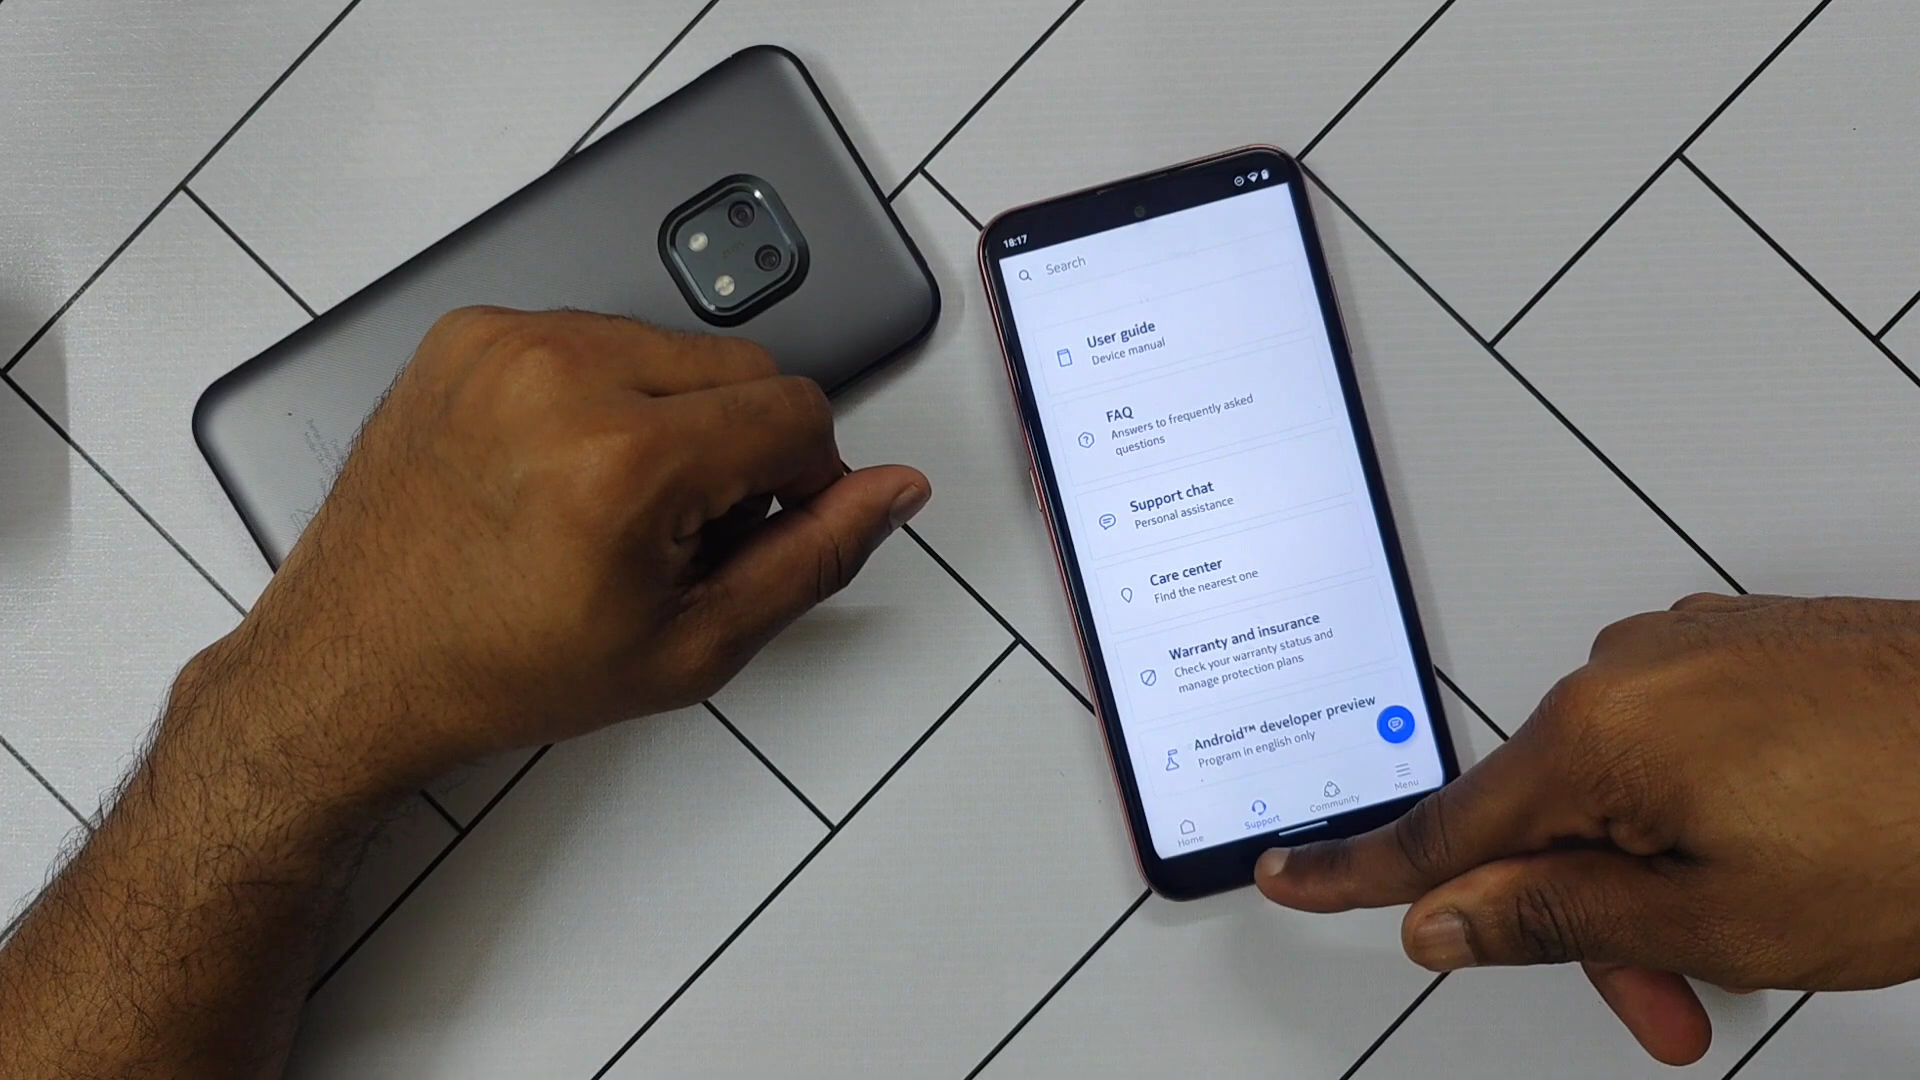 18:17
Search
User guide
Device manual
FAQ
Answers to frequently asked
questions
Support chat
Personal assistance
Care center
Find the nearest one
Warranty and insurance
Check your warranty status and
manage protection plans
Android™ developer preview
Program in english only
Home
Support
Community
Menu